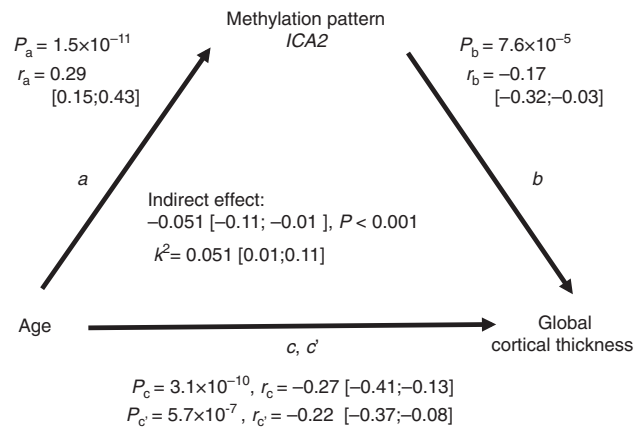 Methylation pattern
ICA2
Pa = 1.5×10⁻¹¹
ra = 0.29
[0.15;0.43]
Pb = 7.6×10⁻⁵
rb = –0.17
[–0.32;–0.03]
a
b
Indirect effect:
–0.051 [–0.11; –0.01 ], P < 0.001
k² = 0.051 [0.01;0.11]
Age
Global
cortical thickness
c, c'
Pc = 3.1×10⁻¹⁰, rc = –0.27 [–0.41;–0.13]
Pc' = 5.7×10⁻⁷ , rc' = –0.22 [–0.37;–0.08]